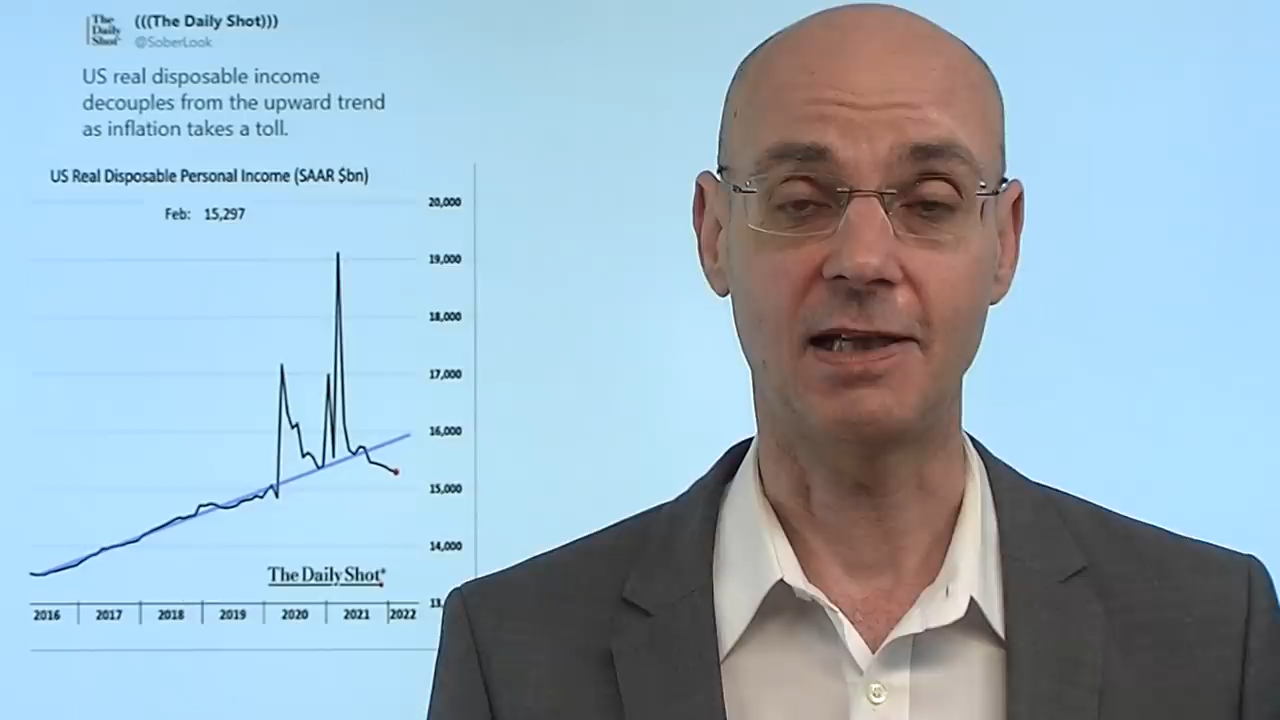 The
Daily
Shot
(((The Daily Shot)))
@SoberLook
US real disposable income
decouples from the upward trend
as inflation takes a toll.
US Real Disposable Personal Income (SAAR $bn)
Feb: 15,297
20,000
19,000
18,000
17,000
16,000
15,000
14,000
13,
The Daily Shot
2016 2017 2018 2019 2020 2021 2022